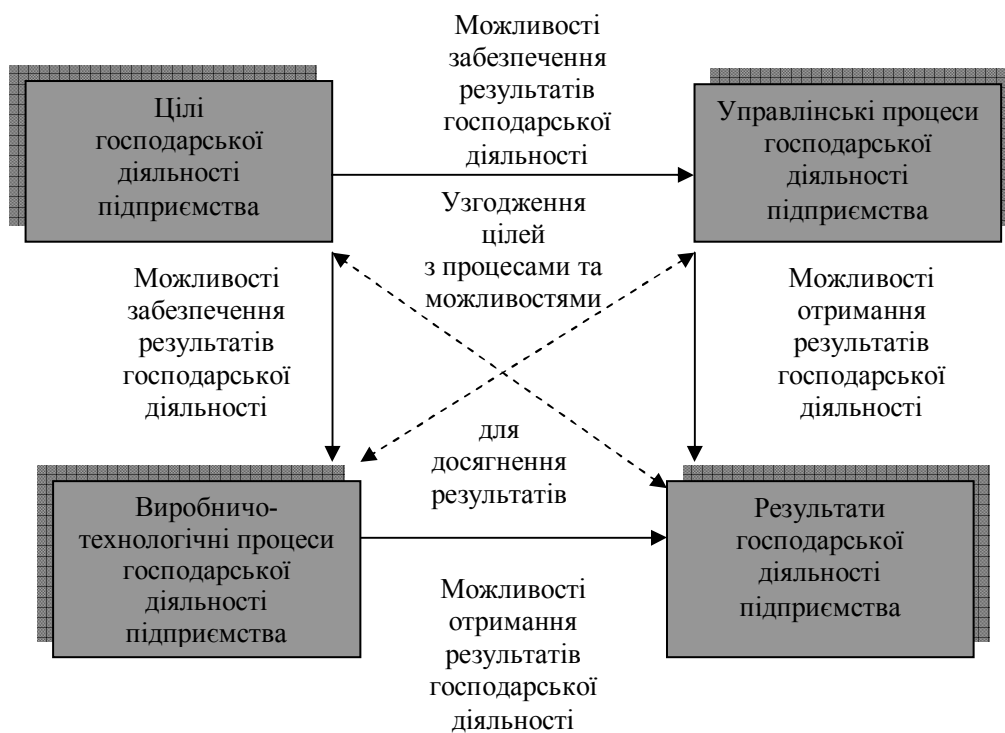 Можливості
забезпечення
результатів
господарської
діяльності
Цілі
господарської
діяльності
підприємства
Управлінські процеси
господарської
діяльності
підприємства
Узгодження
цілей
з процесами та
можливостями
Можливості
забезпечення
результатів
господарської
діяльності
Можливості
отримання
результатів
господарської
діяльності
для
досягнення
результатів
Виробничо-
технологічні процеси
господарської
діяльності
підприємства
Результати
господарської
діяльності
підприємства
Можливості
отримання
результатів
господарської
діяльності